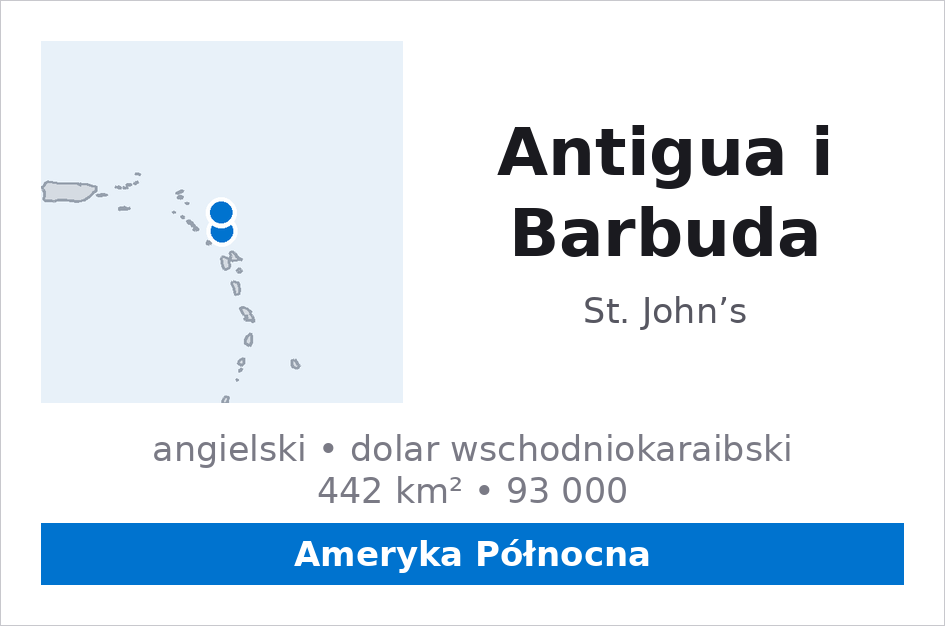 Antigua i
Barbuda
St. John’s
angielski • dolar wschodniokaraibski
442 km² • 93 000
Ameryka Północna